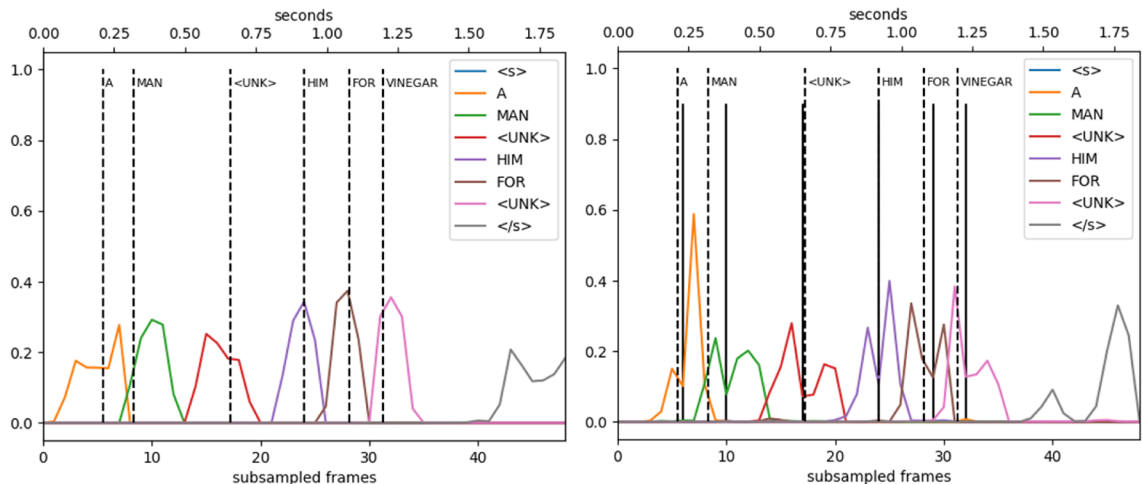 seconds
0.00 0.25 0.50 0.75 1.00 1.25 1.50 1.75
1.0
0.8
0.6
0.4
0.2
0.0
A MAN <UNK> HIM FOR VINEGAR
<s>
A
MAN
<UNK>
HIM
FOR
<UNK>
</s>
0 10 20 30 40
subsampled frames
seconds
0.00 0.25 0.50 0.75 1.00 1.25 1.50 1.75
1.0
0.8
0.6
0.4
0.2
0.0
A MAN <UNK> HIM FOR VINEGAR
<s>
A
MAN
<UNK>
HIM
FOR
<UNK>
</s>
0 10 20 30 40
subsampled frames